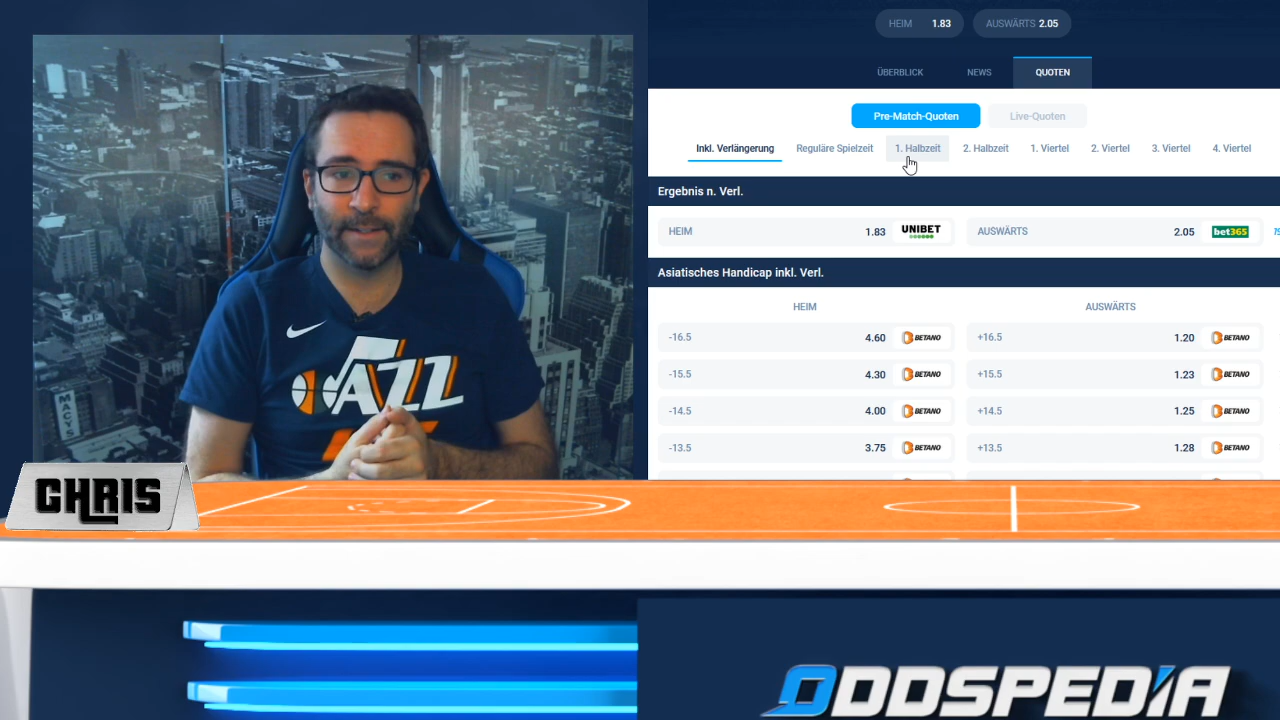 HEIM 1.83 AUSWÄRTS 2.05
ÜBERBLICK NEWS QUOTEN
Pre-Match-Quoten Live-Quoten
Inkl. Verlängerung Reguläre Spielzeit 1. Halbzeit 2. Halbzeit 1. Viertel 2. Viertel 3. Viertel 4. Viertel
Ergebnis n. Verl.
HEIM 1.83 UNIBET AUSWÄRTS 2.05 bet365
Asiatisches Handicap inkl. Verl.
HEIM AUSWÄRTS
-16.5 4.60 BETANO +16.5 1.20 BETANO
-15.5 4.30 BETANO +15.5 1.23 BETANO
-14.5 4.00 BETANO +14.5 1.25 BETANO
-13.5 3.75 BETANO +13.5 1.28 BETANO
JAZZ
MACYS
CHRIS
ODDSPEDIA